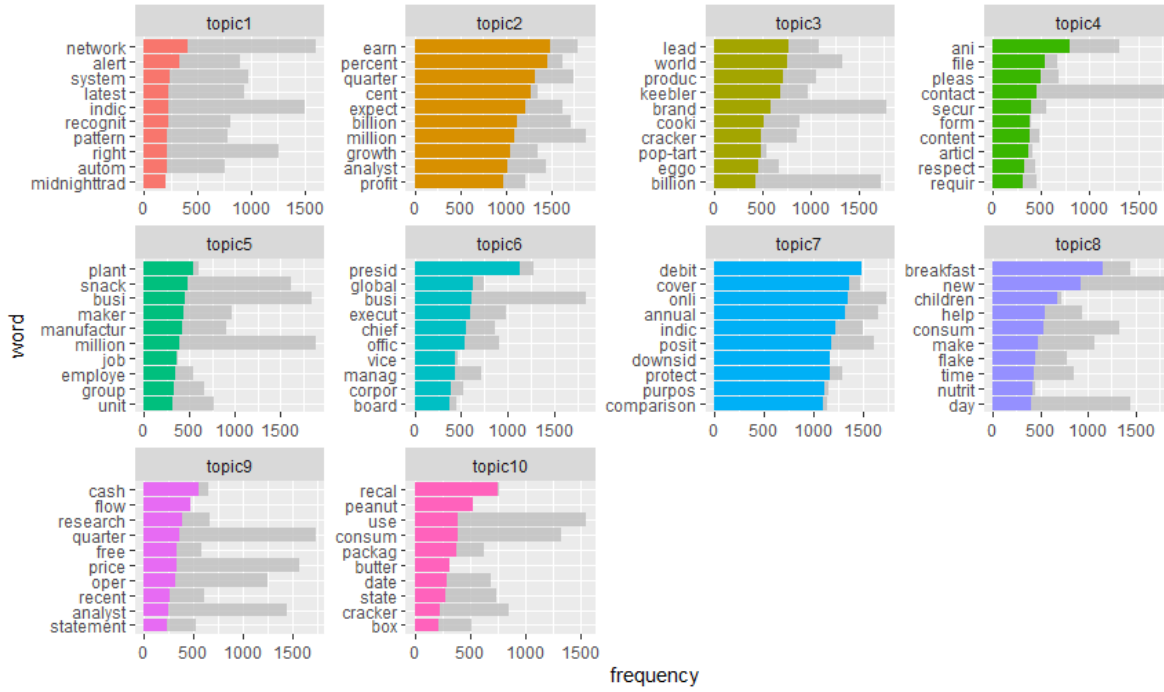 topic1
network
alert
system
latest
indic
recognit
pattern
right
autom
midnighttrad
0 500 1000 1500
topic2
earn
percent
quarter
cent
expect
billion
million
growth
analyst
profit
0 500 1000 1500
topic3
lead
world
produc
keebler
brand
cooki
cracker
pop-tart
eggo
billion
0 500 1000 1500
topic4
ani
file
pleas
contact
secur
form
content
articl
respect
requir
0 500 1000 1500
word
topic5
plant
snack
busi
maker
manufactur
million
job
employe
group
unit
0 500 1000 1500
topic6
presid
global
busi
execut
chief
offic
vice
manag
corpor
board
0 500 1000 1500
topic7
debit
cover
onli
annual
indic
posit
downsid
protect
purpos
comparison
0 500 1000 1500
topic8
breakfast
new
children
help
consum
make
flake
time
nutrit
day
0 500 1000 1500
topic9
cash
flow
research
quarter
free
price
oper
recent
analyst
statement
0 500 1000 1500
topic10
recal
peanut
use
consum
packag
butter
date
state
cracker
box
0 500 1000 1500
frequency